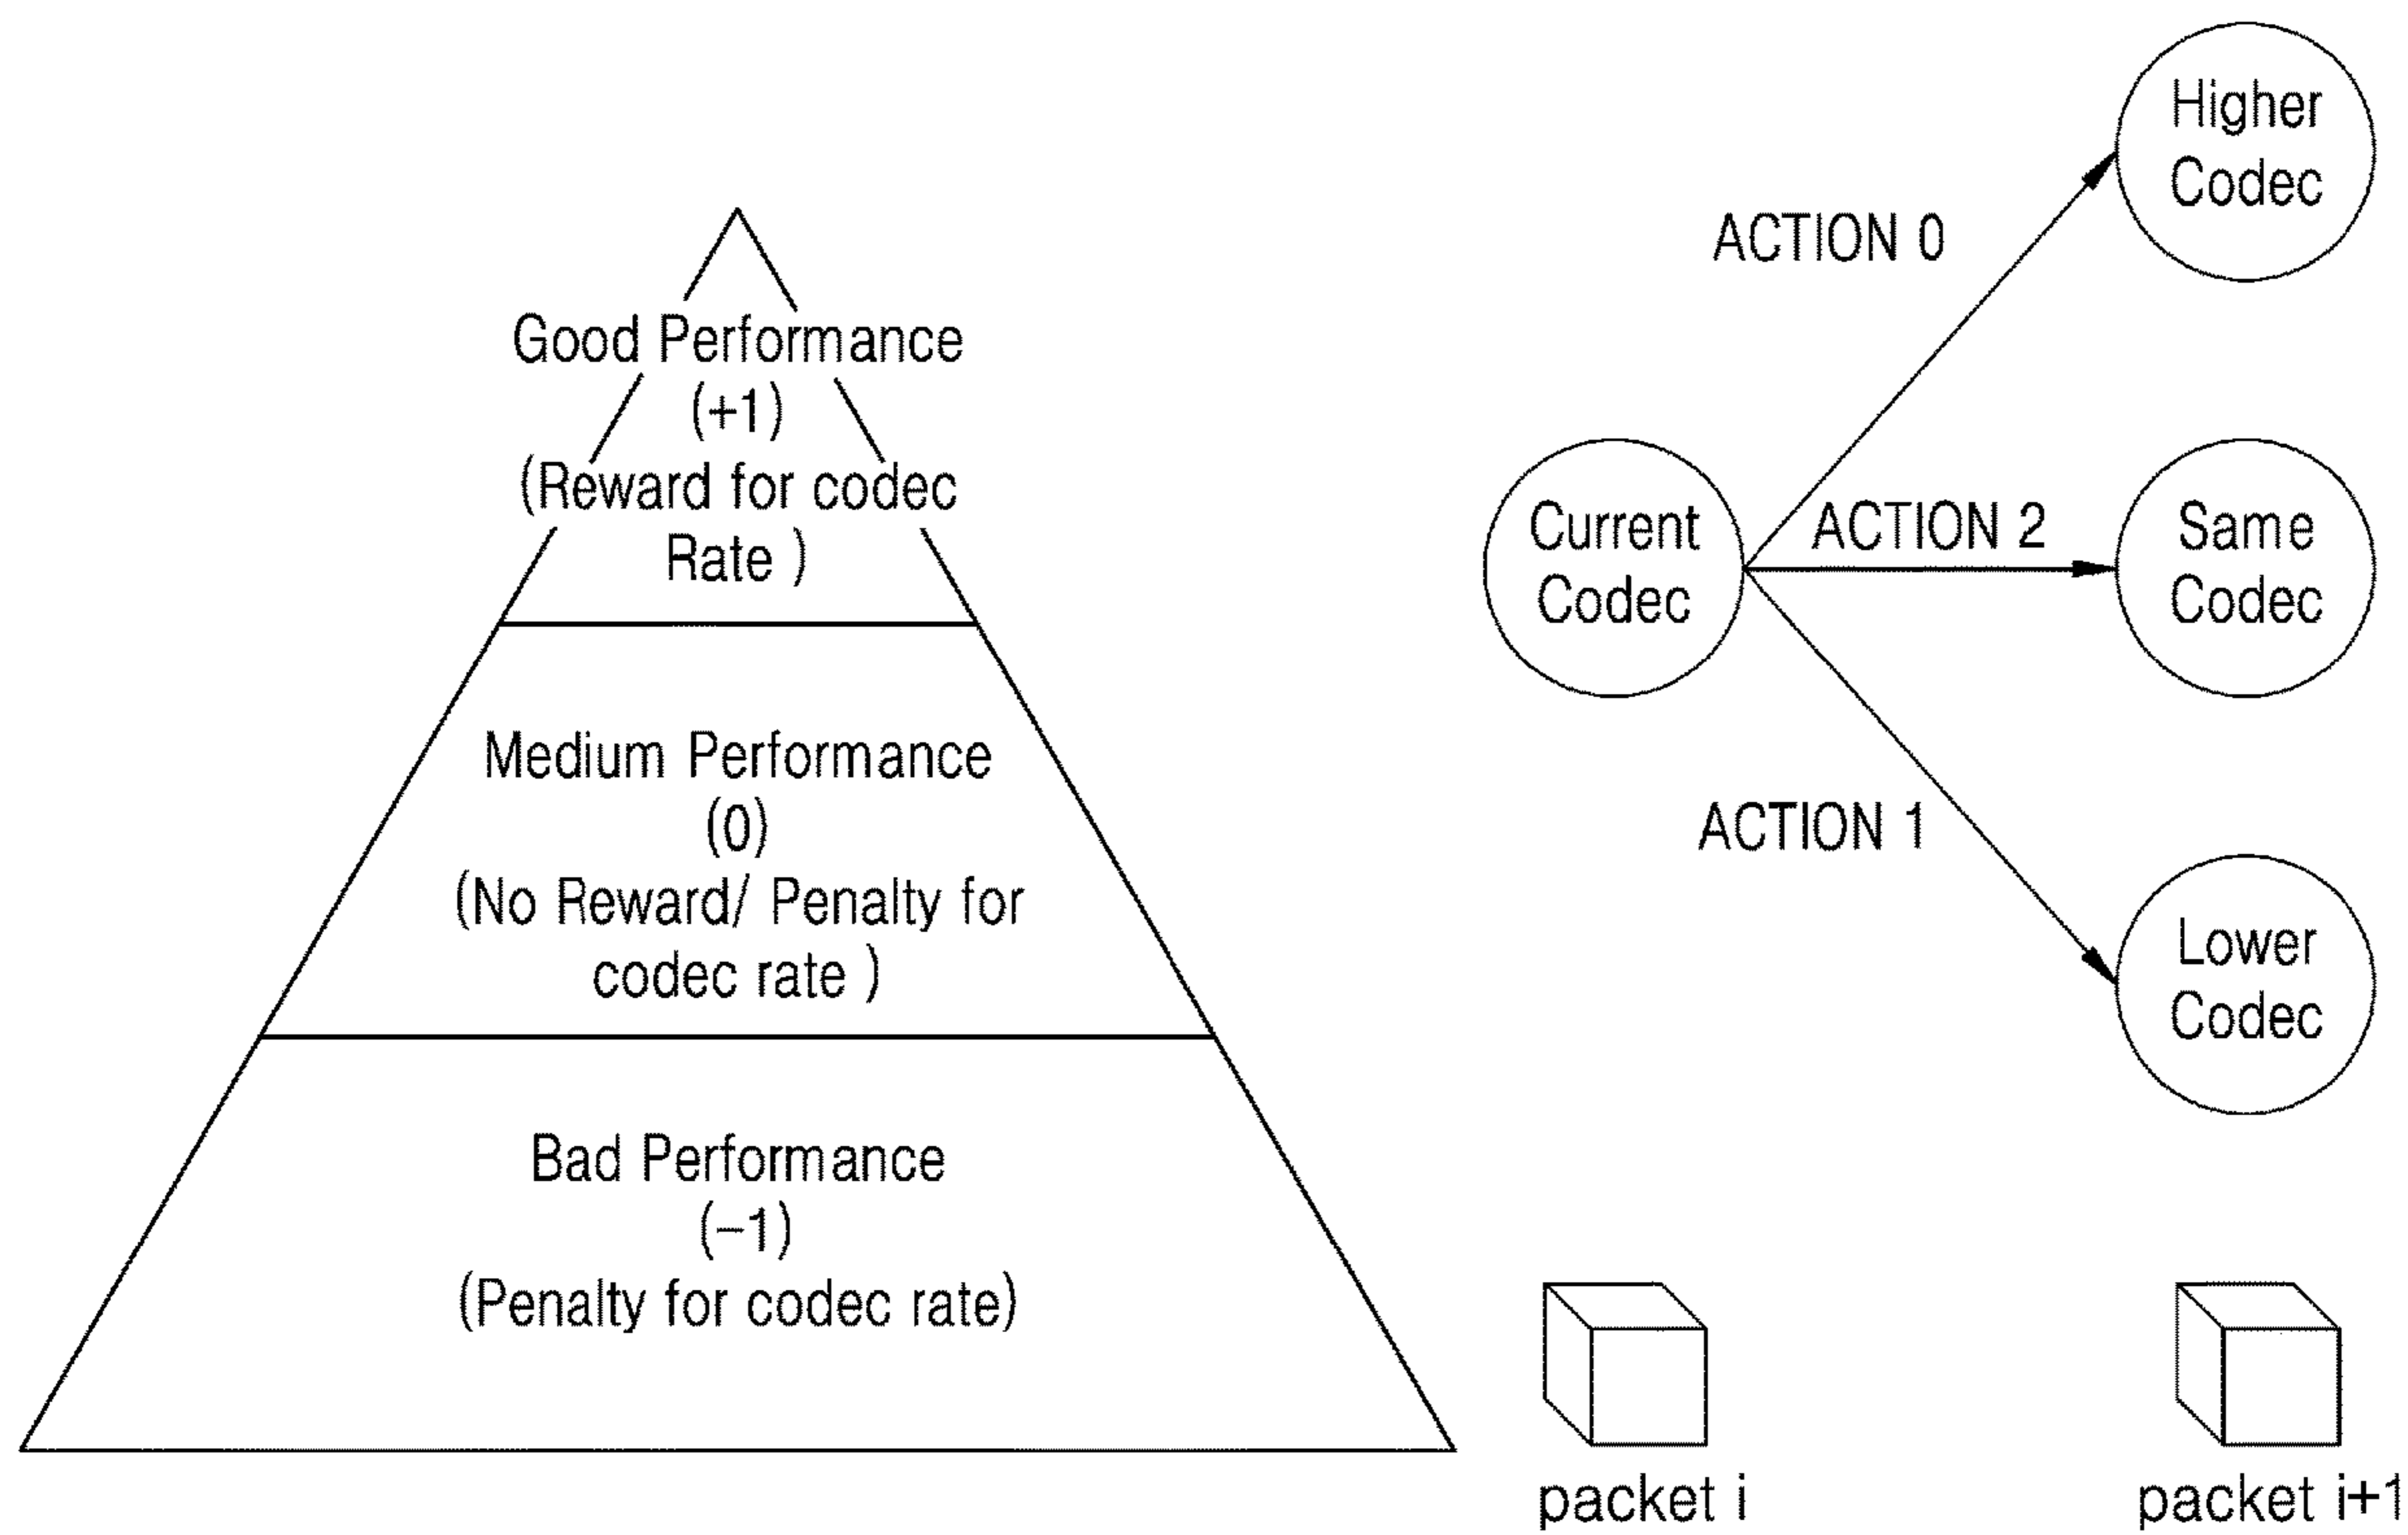 Good Performance
(+1)
(Reward for codec
Rate )
Medium Performance
(0)
(No Reward/ Penalty for
codec rate )
Bad Performance
(−1)
(Penalty for codec rate)
Higher
Codec
ACTION 0
Current
Codec
ACTION 2
Same
Codec
ACTION 1
Lower
Codec
packet i
packet i+1